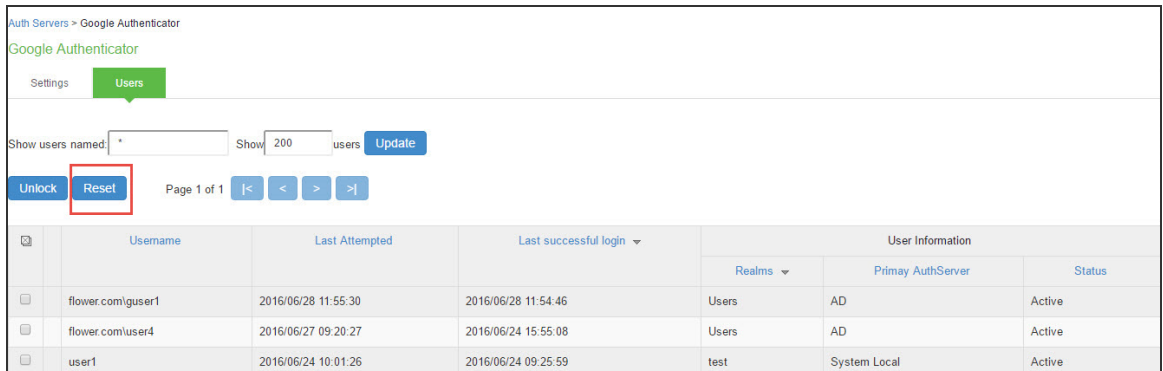 Auth Servers > Google Authenticator
Google Authenticator
Settings Users
Show users named: * Show 200 users Update
Unlock Reset Page 1 of 1 |< < > >|
Username Last Attempted Last successful login User Information
Realms Primay AuthServer Status
flower.com\guser1 2016/06/28 11:55:30 2016/06/28 11:54:46 Users AD Active
flower.com\user4 2016/06/27 09:20:27 2016/06/24 15:55:08 Users AD Active
user1 2016/06/24 10:01:26 2016/06/24 09:25:59 test System Local Active